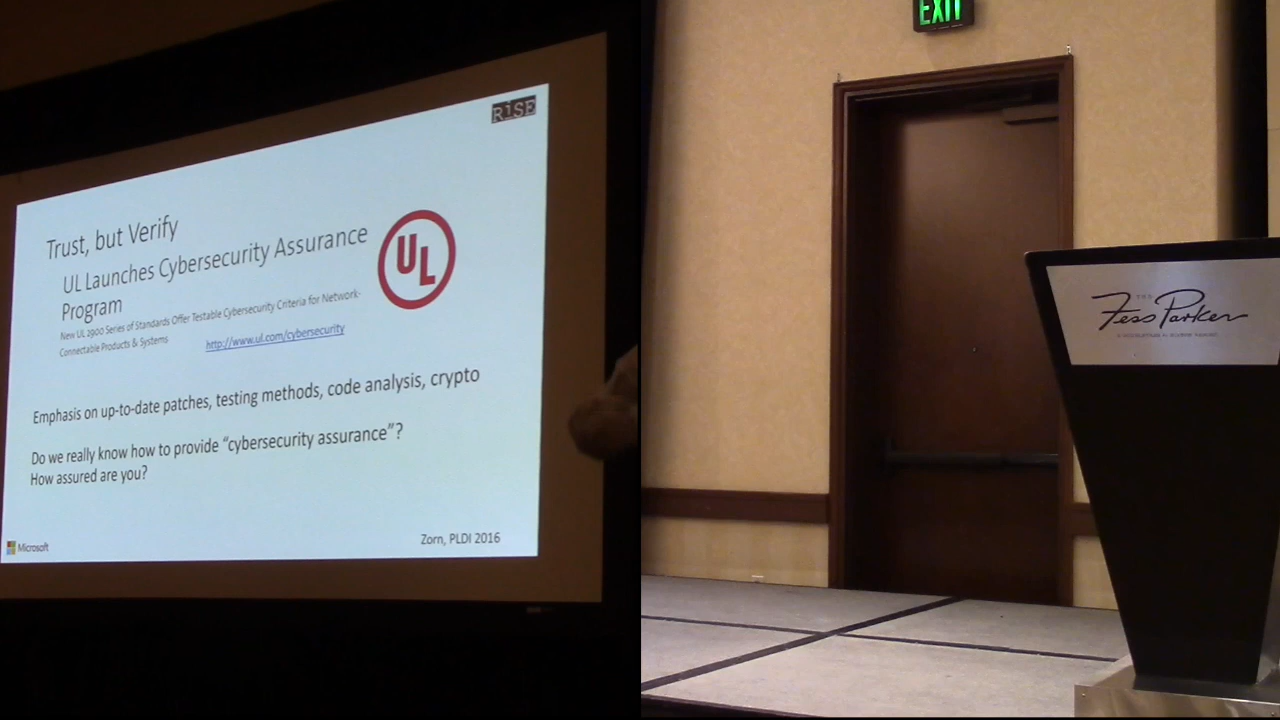 RiSE
Trust, but Verify
UL Launches Cybersecurity Assurance
Program
UL
New UL 2900 Series of Standards Offer Testable Cybersecurity Criteria for Network-
Connectable Products & Systems
http://www.ul.com/cybersecurity
Emphasis on up-to-date patches, testing methods, code analysis, crypto
Do we really know how to provide “cybersecurity assurance”?
How assured are you?
Microsoft
Zorn, PLDI 2016
EXIT
THE
Fess Parker